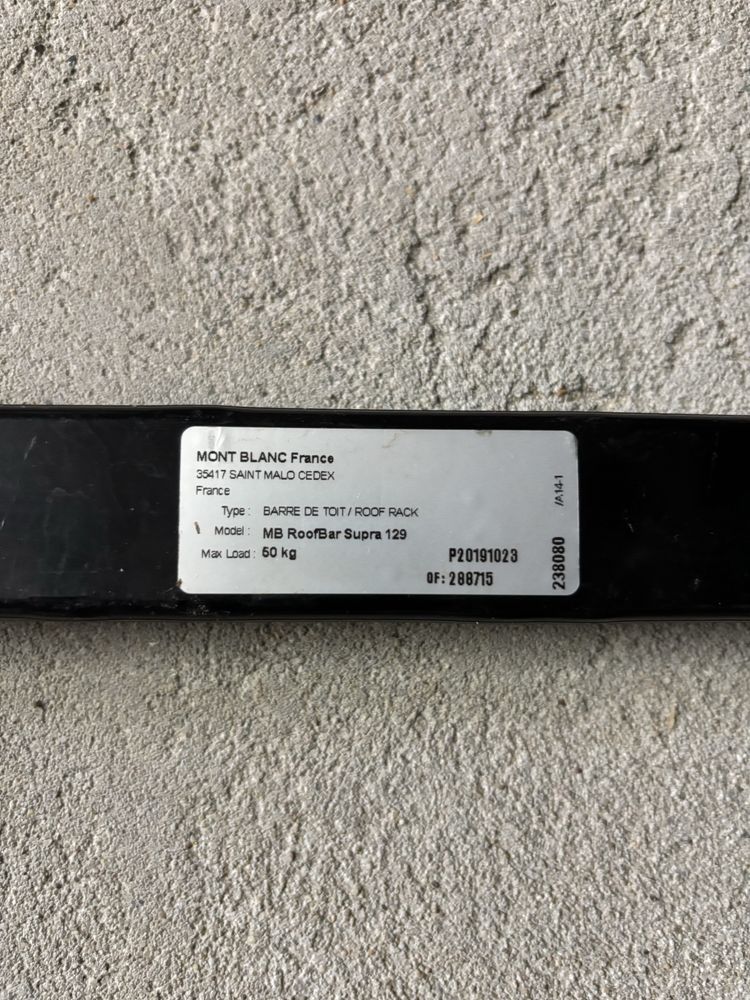 MONT BLANC France
35417 SAINT MALO CEDEX
France
Type : BARRE DE TOIT / ROOF RACK
Model : MB RoofBar Supra 129
Max Load : 50 kg
P20191023
OF: 288715
238080
/A14-1